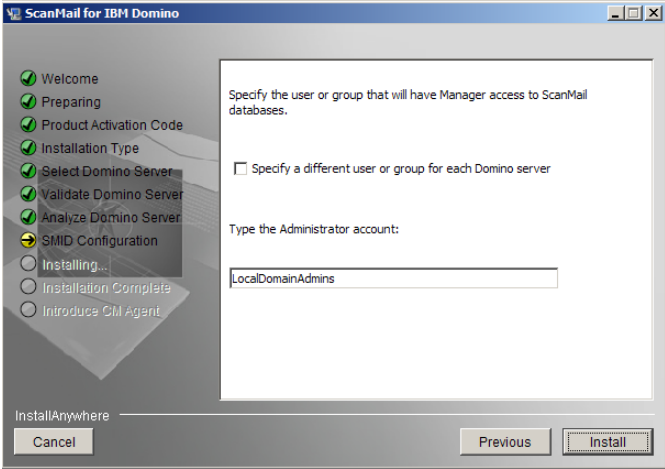 ScanMail for IBM Domino
Welcome
Preparing
Product Activation Code
Installation Type
Select Domino Server
Validate Domino Server
Analyze Domino Server
SMID Configuration
Installing...
Installation Complete
Introduce CM Agent
Specify the user or group that will have Manager access to ScanMail
databases.
Specify a different user or group for each Domino server
Type the Administrator account:
LocalDomainAdmins
InstallAnywhere
Cancel
Previous
Install